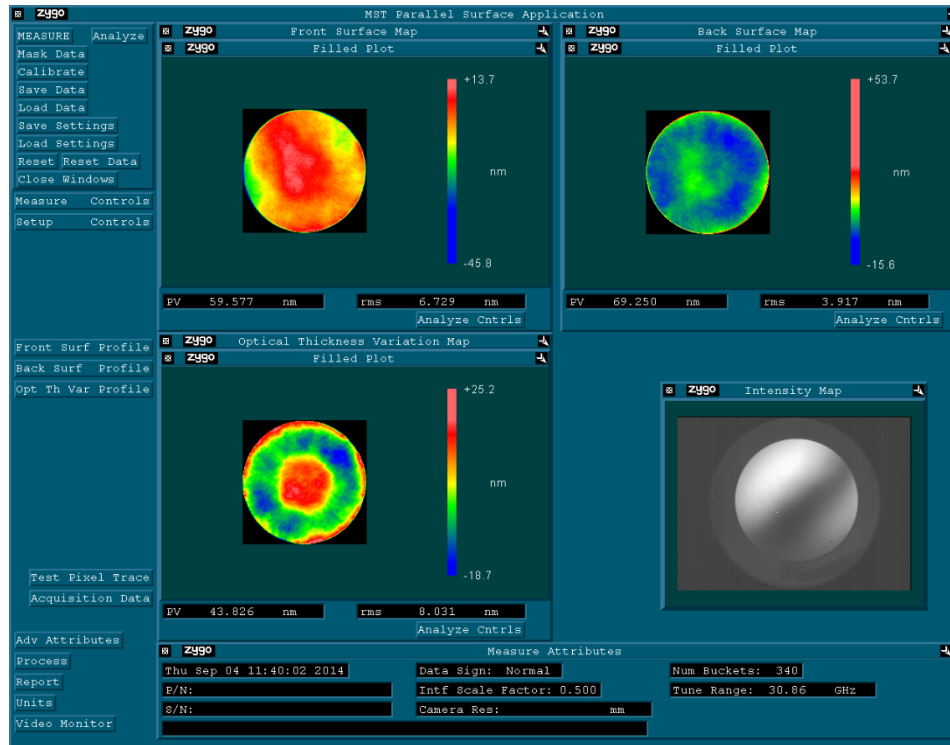 zygo MST Parallel Surface Application
MEASURE Analyze
Mask Data
Calibrate
Save Data
Load Data
Save Settings
Load Settings
Reset Reset Data
Close Windows
Measure Controls
Setup Controls
Front Surf Profile
Back Surf Profile
Opt Th Var Profile
Test Pixel Trace
Acquisition Data
Adv Attributes
Process
Report
Units
Video Monitor
zygo Front Surface Map
zygo Filled Plot
+13.7
nm
-45.8
PV 59.577 nm rms 6.729 nm
Analyze Cntrls
zygo Back Surface Map
zygo Filled Plot
+53.7
nm
-15.6
PV 69.250 nm rms 3.917 nm
Analyze Cntrls
zygo Optical Thickness Variation Map
zygo Filled Plot
+25.2
nm
-18.7
PV 43.826 nm rms 8.031 nm
Analyze Cntrls
zygo Intensity Map
zygo Measure Attributes
Thu Sep 04 11:40:02 2014 Data Sign: Normal Num Buckets: 340
P/N: Intf Scale Factor: 0.500 Tune Range: 30.86 GHz
S/N: Camera Res: mm